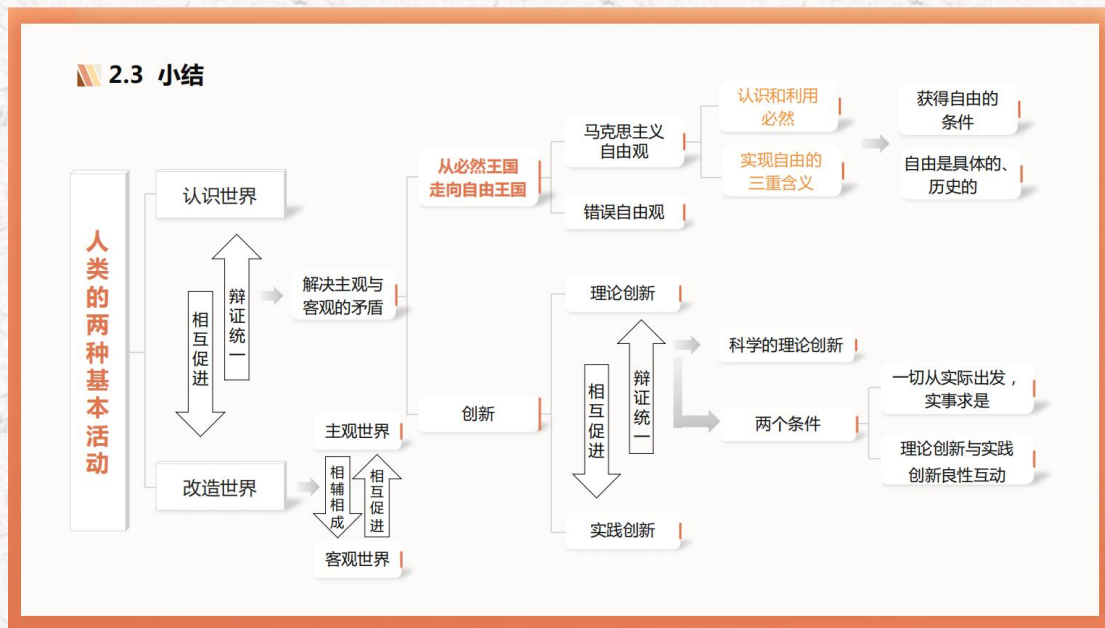 2.3 小结
人类的两种基本活动
认识世界
相互促进
辩证统一
改造世界
解决主观与
客观的矛盾
主观世界
相辅相成
相互促进
客观世界
从必然王国
走向自由王国
马克思主义
自由观
错误自由观
认识和利用
必然
实现自由的
三重含义
获得自由的
条件
自由是具体的、
历史的
创新
理论创新
相互促进
辩证统一
实践创新
科学的理论创新
两个条件
一切从实际出发，
实事求是
理论创新与实践
创新良性互动